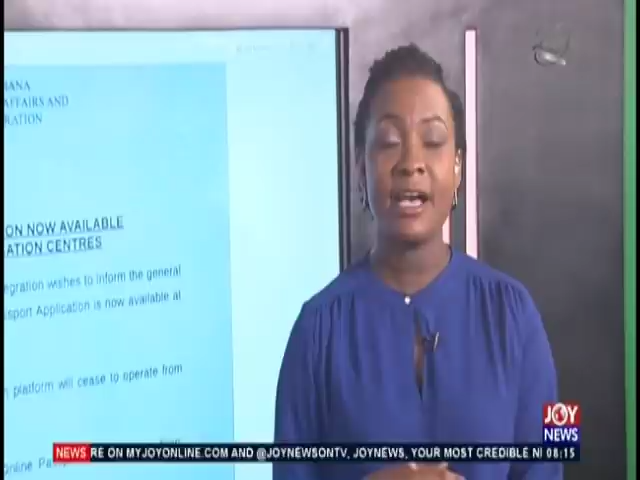 HANA
AFFAIRS AND
RATION
ON NOW AVAILABLE
ATION CENTRES
egration wishes to inform the general
sport Application is now available at
platform will cease to operate from
online
JOY
NEWS
NEWS RE ON MYJOYONLINE.COM AND @JOYNEWSONTV, JOYNEWS, YOUR MOST CREDIBLE N 08:15